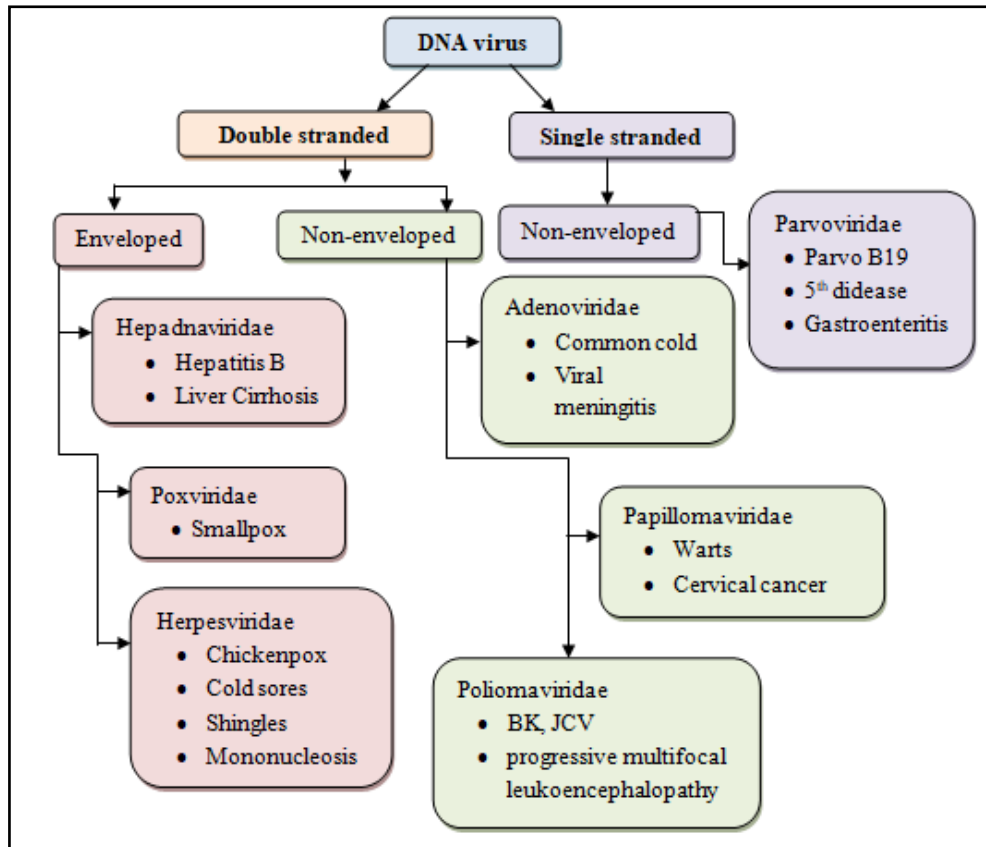 DNA virus
Double stranded
Single stranded
Enveloped
Non-enveloped
Non-enveloped
Parvoviridae
• Parvo B19
• 5th didease
• Gastroenteritis
Hepadnaviridae
• Hepatitis B
• Liver Cirrhosis
Adenoviridae
• Common cold
• Viral
meningitis
Poxviridae
• Smallpox
Papillomaviridae
• Warts
• Cervical cancer
Herpesviridae
• Chickenpox
• Cold sores
• Shingles
• Mononucleosis
Poliomaviridae
• BK, JCV
• progressive multifocal
leukoencephalopathy